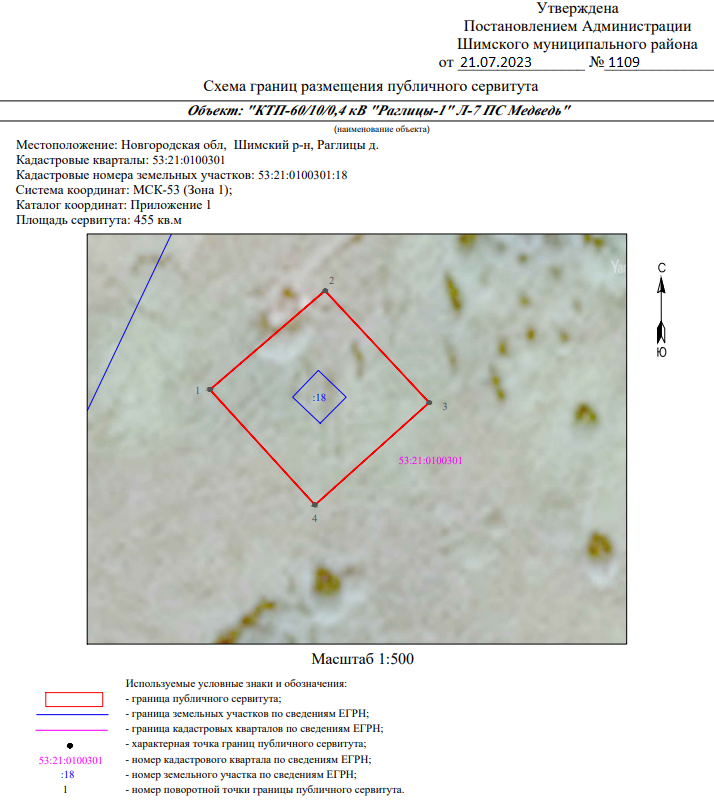 Утверждена
Постановлением Администрации
Шимского муниципального района
от 21.07.2023 № 1109
Схема границ размещения публичного сервитута
Объект: "КТП-60/10/0,4 кВ "Раглицы-1" Л-7 ПС Медведь"
(наименование объекта)
Местоположение: Новгородская обл, Шимский р-н, Раглицы д.
Кадастровые кварталы: 53:21:0100301
Кадастровые номера земельных участков: 53:21:0100301:18
Система координат: МСК-53 (Зона 1);
Каталог координат: Приложение 1
Площадь сервитута: 455 кв.м
С
Ю
2
1
:18
3
53:21:0100301
4
Масштаб 1:500
Используемые условные знаки и обозначения:
- граница публичного сервитута;
- граница земельных участков по сведениям ЕГРН;
- граница кадастровых кварталов по сведениям ЕГРН;
- характерная точка границ публичного сервитута;
53:21:0100301 - номер кадастрового квартала по сведениям ЕГРН;
:18 - номер земельного участка по сведениям ЕГРН;
1 - номер поворотной точки границы публичного сервитута.